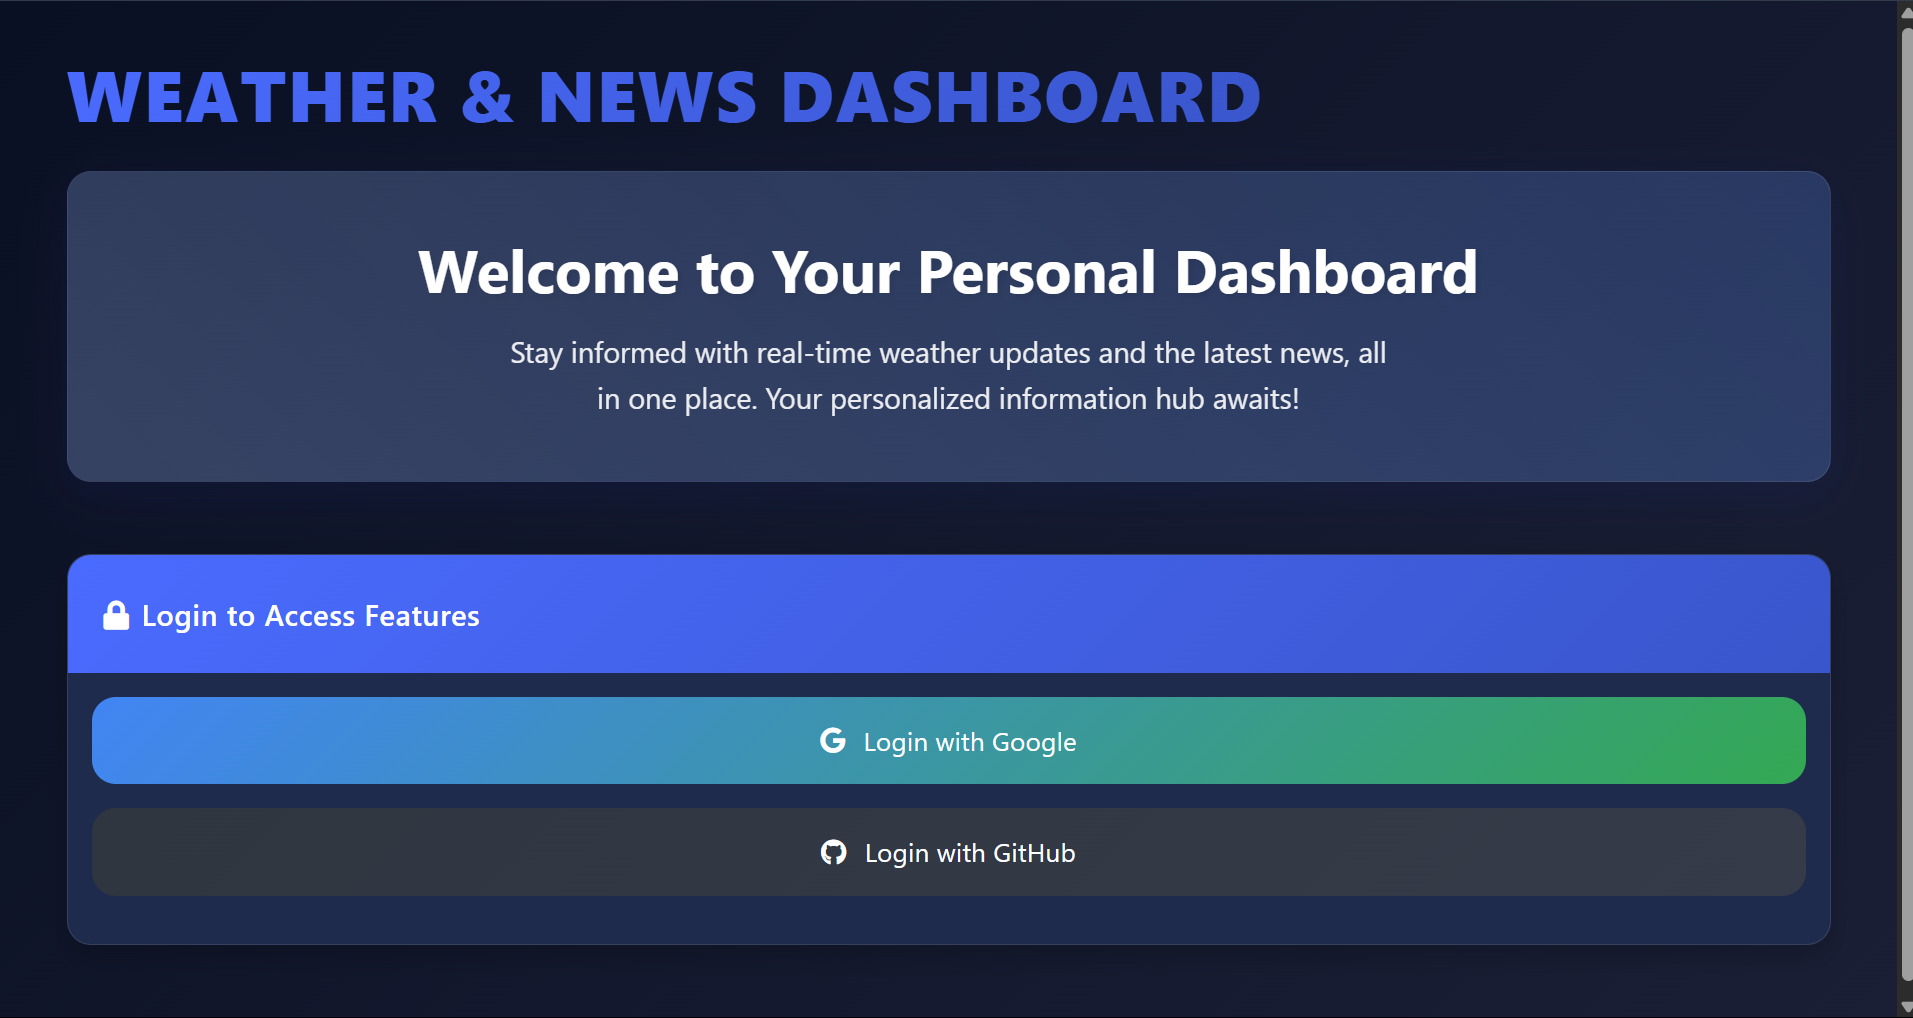 WEATHER & NEWS DASHBOARD
Welcome to Your Personal Dashboard
Stay informed with real-time weather updates and the latest news, all
in one place. Your personalized information hub awaits!
Login to Access Features
Login with Google
Login with GitHub